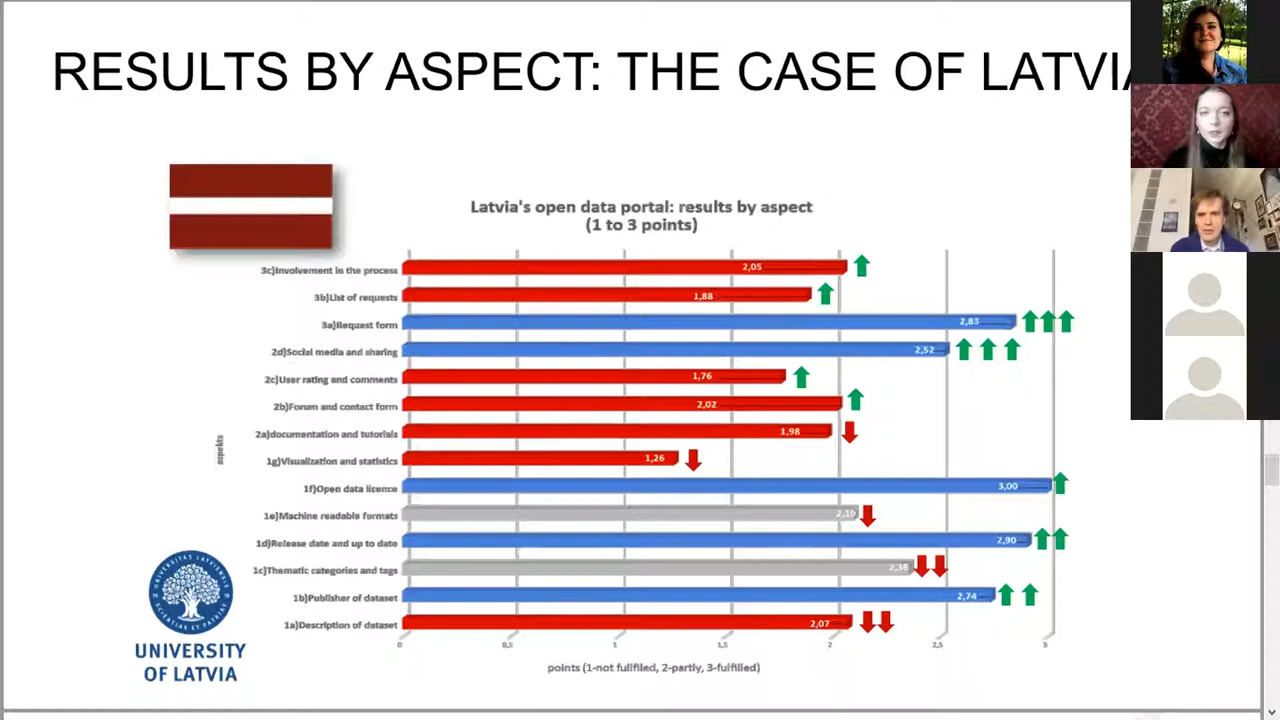 RESULTS BY ASPECT: THE CASE OF LATVIA
Latvia's open data portal: results by aspect
(1 to 3 points)
3c)Involvement in the process 2,05
3b)List of requests 1,88
3a)Request form 2,83
2d)Social media and sharing 2,52
2c)User rating and comments 1,76
2b)Forum and contact form 2,02
2a)documentation and tutorials 1,98
1g)Visualization and statistics 1,26
1f)Open data licence 3,00
1e)Machine readable formats
1d)Release date and up to date 2,90
1c)Thematic categories and tags 2,36
1b)Publisher of dataset 2,74
1a)Description of dataset 2,07
aspekts
0 0,5 1 1,5 2 2,5 3
points (1-not fullfiled, 2-partly, 3-fulfilled)
UNIVERSITY
OF LATVIA